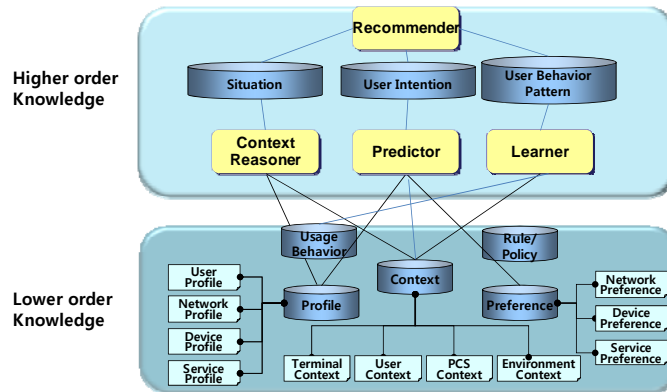 Recommender
Higher order
Knowledge
Situation
User Intention
User Behavior
Pattern
Context
Reasoner
Predictor
Learner
Usage
Behavior
Rule/
Policy
Context
Lower order
Knowledge
User
Profile
Network
Profile
Device
Profile
Service
Profile
Profile
Preference
Network
Preference
Device
Preference
Service
Preference
Terminal
Context
User
Context
PCS
Context
Environment
Context